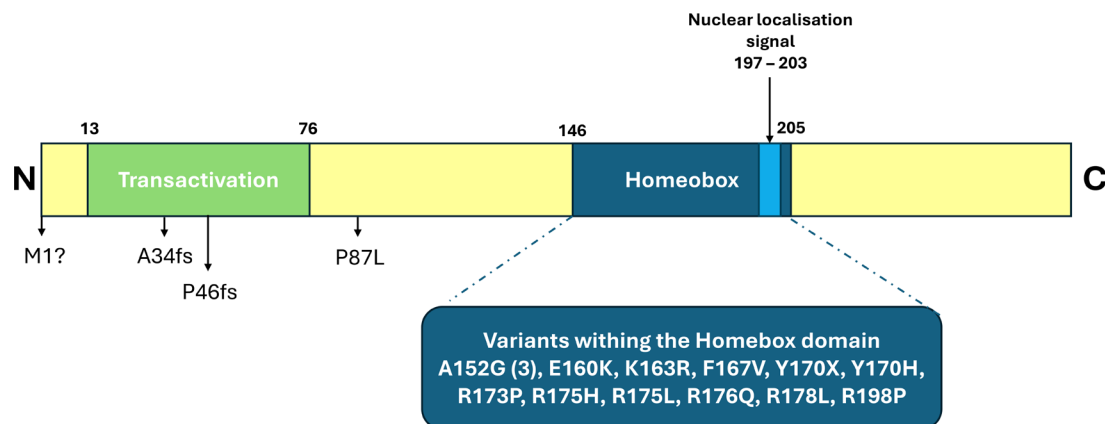 Nuclear localisation
signal
197 – 203
13
76
146
205
N
Transactivation
Homeobox
C
M1?
A34fs
P87L
P46fs
Variants withing the Homebox domain
A152G (3), E160K, K163R, F167V, Y170X, Y170H,
R173P, R175H, R175L, R176Q, R178L, R198P